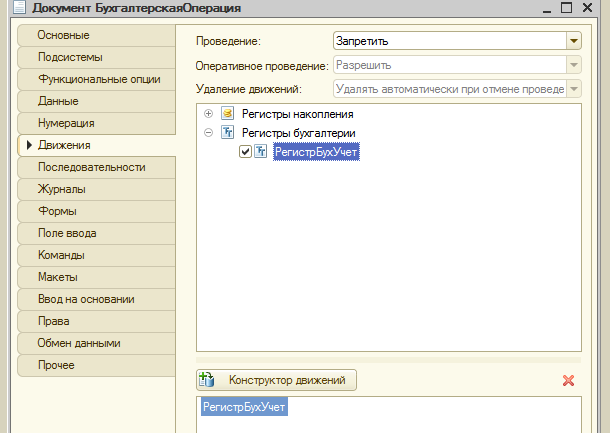 Документ БухгалтерскаяОперация
Основные
Подсистемы
Функциональные опции
Данные
Нумерация
Движения
Последовательности
Журналы
Формы
Поле ввода
Команды
Макеты
Ввод на основании
Права
Обмен данными
Прочее
Проведение: Запретить
Оперативное проведение: Разрешить
Удаление движений: Удалять автоматически при отмене проведе
Регистры накопления
Регистры бухгалтерии
РегистрБухУчет
Конструктор движений
РегистрБухУчет